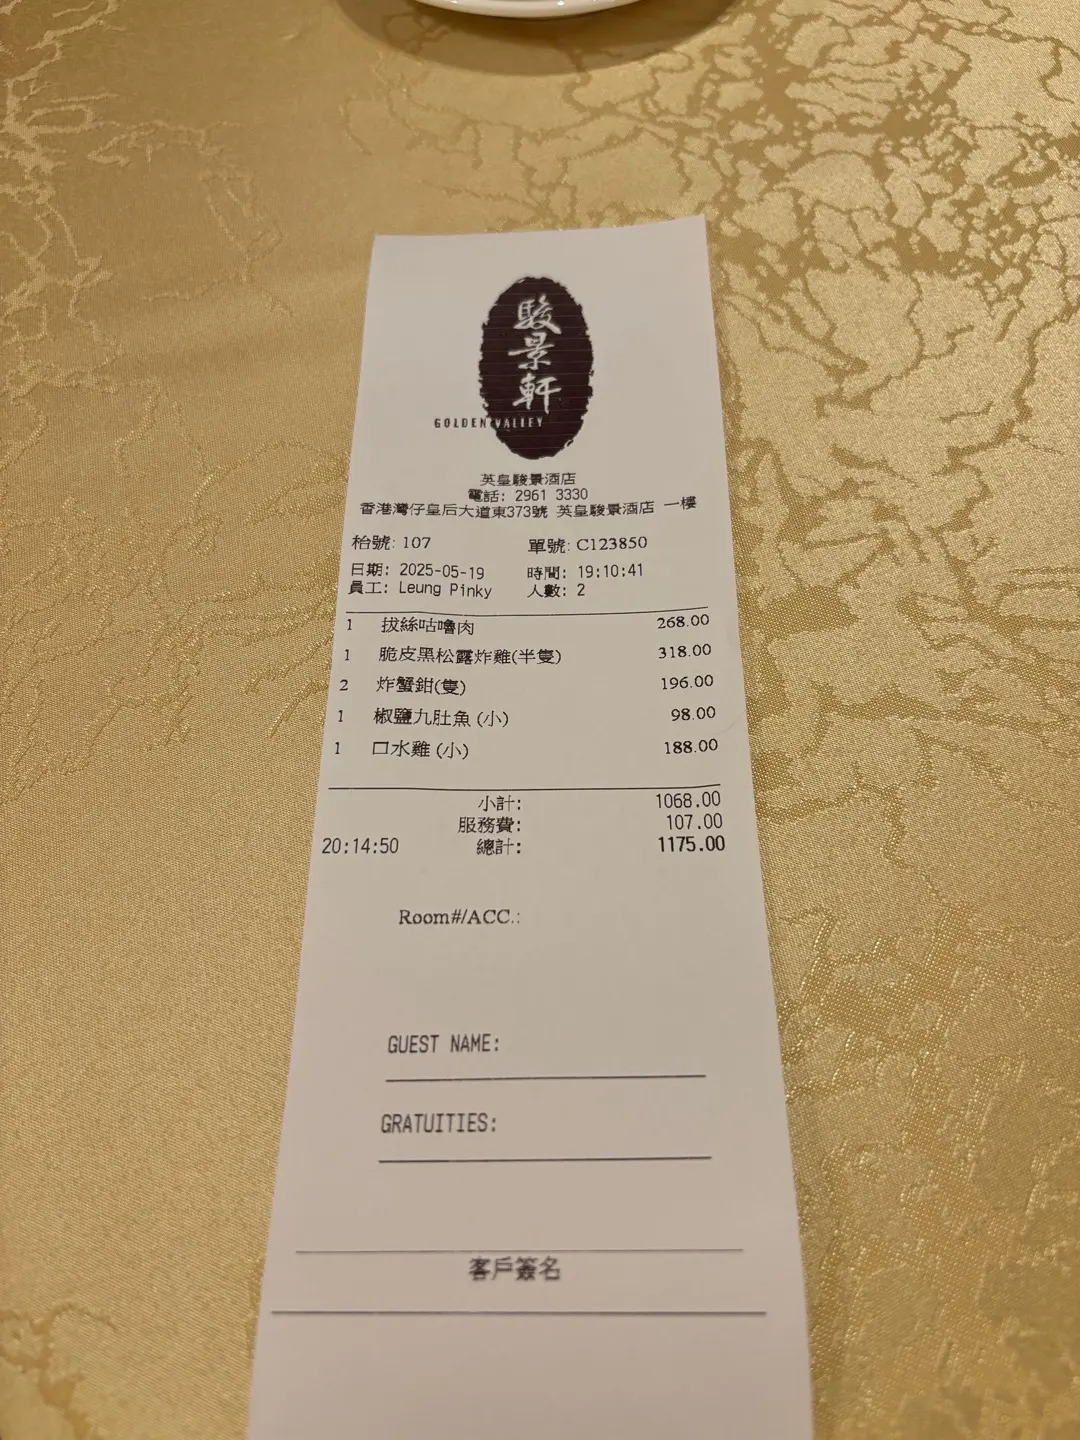 駿景軒
GOLDEN VALLEY
英皇駿景酒店
電話: 2961 3330
香港灣仔皇后大道東373號 英皇駿景酒店 一樓
枱號: 107 單號: C123850
日期: 2025-05-19 時間: 19:10:41
員工: Leung Pinky 人數: 2
1 拔絲咕嚕肉 268.00
1 脆皮黑松露炸雞(半隻) 318.00
2 炸蟹鉗(隻) 196.00
1 椒鹽九肚魚 (小) 98.00
1 口水雞 (小) 188.00
小計: 1068.00
服務費: 107.00
20:14:50 總計: 1175.00
Room#/ACC.:
GUEST NAME:
GRATUITIES:
客戶簽名